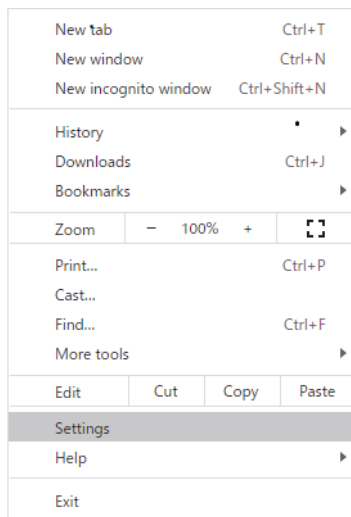 New tab Ctrl+T
New window Ctrl+N
New incognito window Ctrl+Shift+N
History
Downloads Ctrl+J
Bookmarks
Zoom − 100% +
Print... Ctrl+P
Cast...
Find... Ctrl+F
More tools
Edit Cut Copy Paste
Settings
Help
Exit